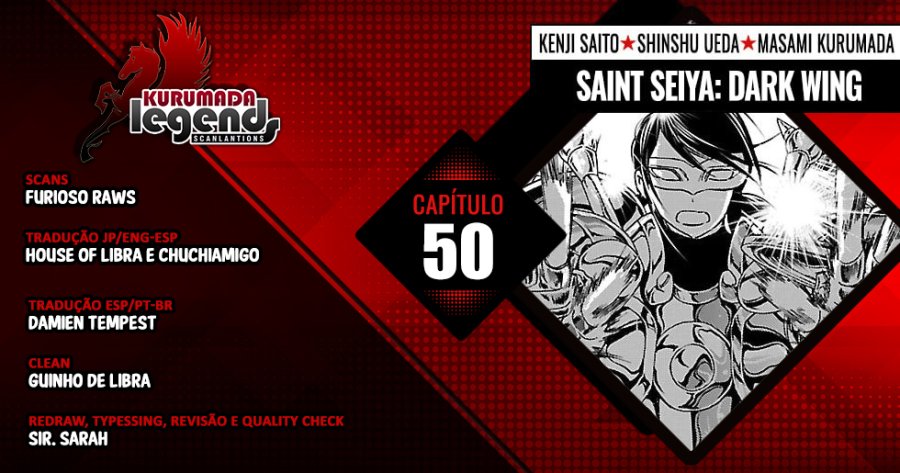 KURUMADA
legends
SCANLANTIONS
KENJI SAITO★SHINSHU UEDA★MASAMI KURUMADA
SAINT SEIYA: DARK WING
SCANS
FURIOSO RAWS
TRADUÇÃO JP/ENG-ESP
HOUSE OF LIBRA E CHUCHIAMIGO
TRADUÇÃO ESP/PT-BR
DAMIEN TEMPEST
CLEAN
GUINHO DE LIBRA
REDRAW, TYPESSING, REVISÃO E QUALITY CHECK
SIR. SARAH
CAPÍTULO
50